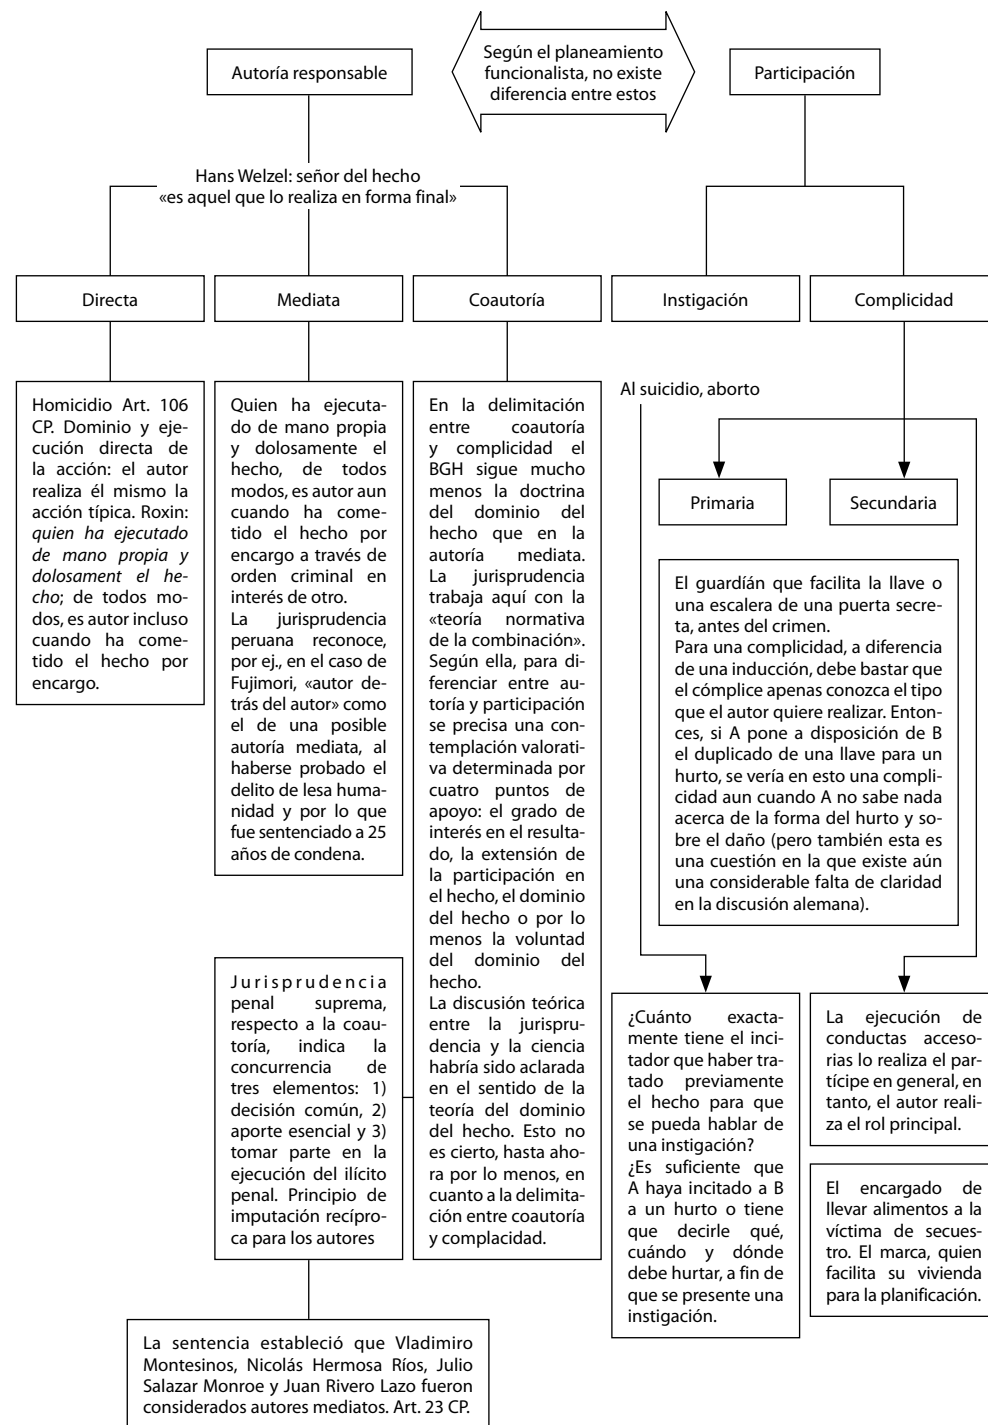 Autoría responsable
Según el planeamiento
funcionalista, no existe
diferencia entre estos
Participación
Hans Welzel: señor del hecho
«es aquel que lo realiza en forma final»
Directa
Mediata
Coautoría
Instigación
Complicidad
Homicidio Art. 106
CP. Dominio y eje-
cución directa de
la acción: el autor
realiza él mismo la
acción típica. Roxin:
quien ha ejecutado
de mano propia y
dolosament el he-
cho; de todos mo-
dos, es autor incluso
cuando ha come-
tido el hecho por
encargo.
Quien ha ejecuta-
do de mano propia
y dolosamente el
hecho, de todos
modos, es autor aun
cuando ha come-
tido el hecho por
encargo a través de
orden criminal en
interés de otro.
La jurisprudencia
peruana reconoce,
por ej., en el caso de
Fujimori, «autor de-
trás del autor» como
el de una posible
autoría mediata, al
haberse probado el
delito de lesa huma-
nidad y por lo que
fue sentenciado a 25
años de condena.
Jurisprudencia
penal suprema,
respecto a la coau-
toría, indica la
concurrencia de
tres elementos: 1)
decisión común, 2)
aporte esencial y 3)
tomar parte en la
ejecución del ilícito
penal. Principio de
imputación recípro-
ca para los autores
La sentencia estableció que Vladimiro
Montesinos, Nicolás Hermosa Ríos, Julio
Salazar Monroe y Juan Rivero Lazo fueron
considerados autores mediatos. Art. 23 CP.
En la delimitación
entre coautoría
y complicidad el
BGH sigue mucho
menos la doctrina
del dominio del
hecho que en la
autoría mediata.
La jurisprudencia
trabaja aquí con la
«teoría normativa
de la combinación».
Según ella, para di-
ferenciar entre au-
toría y participación
se precisa una con-
templación valorati-
va determinada por
cuatro puntos de
apoyo: el grado de
interés en el resulta-
do, la extensión de
la participación en
el hecho, el dominio
del hecho o por lo
menos la voluntad
del dominio del
hecho.
La discusión teórica
entre la jurispru-
dencia y la ciencia
habría sido aclarada
en el sentido de la
teoría del dominio
del hecho. Esto no
es cierto, hasta aho-
ra por lo menos, en
cuanto a la delimita-
ción entre coautoría
y complacidad.
Al suicidio, aborto
Primaria
Secundaria
El guardíán que facilita la llave o
una escalera de una puerta secre-
ta, antes del crimen.
Para una complicidad, a diferencia
de una inducción, debe bastar que
el cómplice apenas conozca el tipo
que el autor quiere realizar. Enton-
ces, si A pone a disposición de B
el duplicado de una llave para un
hurto, se vería en esto una compli-
cidad aun cuando A no sabe nada
acerca de la forma del hurto y so-
bre el daño (pero también esta es
una cuestión en la que existe aún
una considerable falta de claridad
en la discusión alemana).
¿Cuánto exacta-
mente tiene el inci-
tador que haber tra-
tado previamente
el hecho para que
se pueda hablar de
una instigación?
¿Es suficiente que
A haya incitado a B
a un hurto o tiene
que decirle qué,
cuándo y dónde
debe hurtar, a fin de
que se presente una
instigación.
La ejecución de
conductas acceso-
rias lo realiza el par-
tícipe en general, en
tanto, el autor reali-
za el rol principal.
El encargado de
llevar alimentos a la
víctima de secues-
tro. El marca, quien
facilita su vivienda
para la planificación.